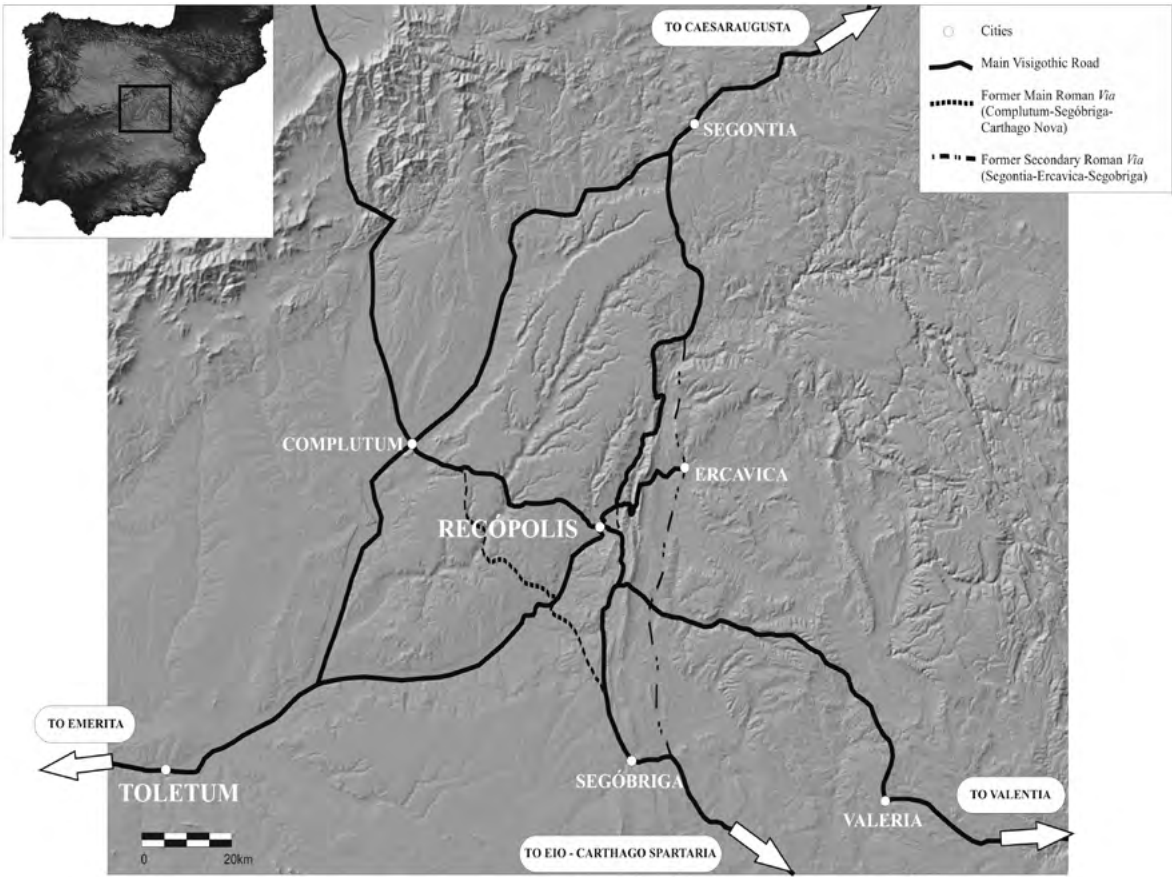 TO CAESARAUGUSTA
Cities
Main Visigothic Road
Former Main Roman Via
(Complutum-Segóbriga-
Carthago Nova)
Former Secondary Roman Via
(Segontia-Ercavica-Segobriga)
SEGONTIA
COMPLUTUM
ERCAVICA
RECÓPOLIS
TO EMERITA
TOLETUM
SEGÓBRIGA
TO VALENTIA
VALERIA
0 20km
TO EIO - CARTHAGO SPARTARIA